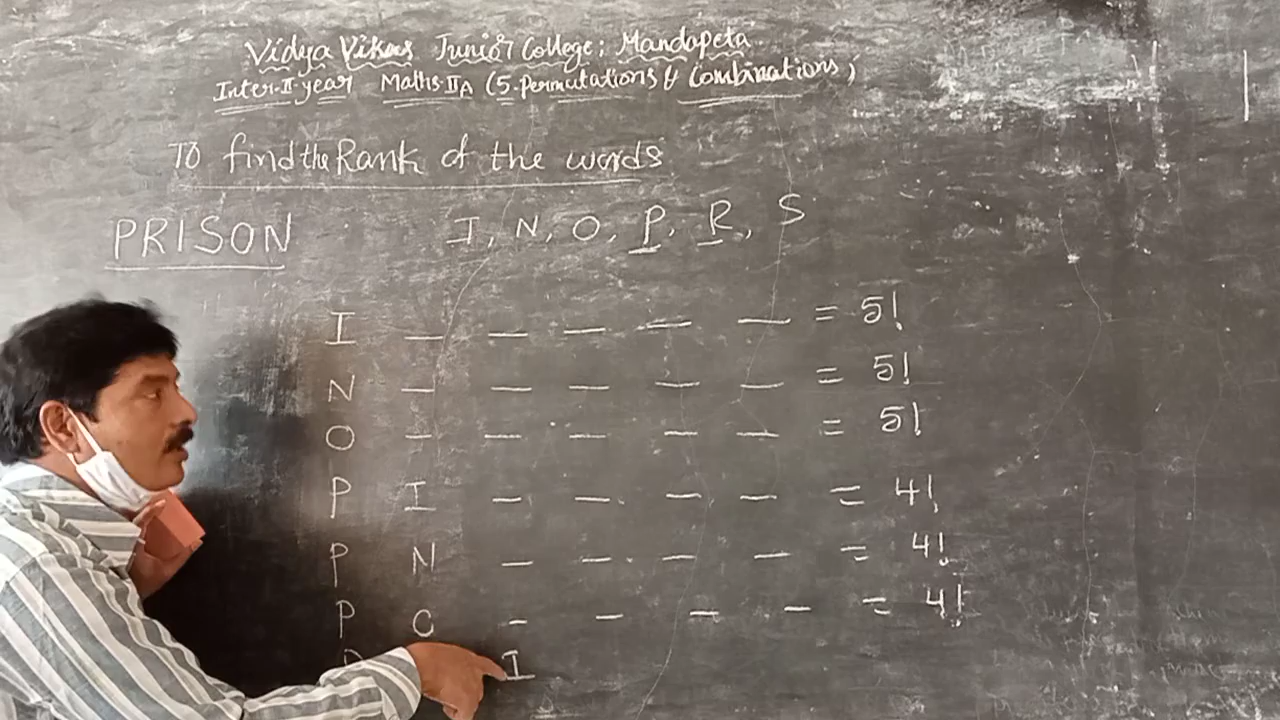 Vidya Vikas Junior College; Mandapeta
Inter-II-year Maths-IIA (5. Permutations & Combinations)
To find the Rank of the words
PRISON I, N, O, P, R, S
I _ _ _ _ _ = 5!
N _ _ _ _ _ = 5!
O _ _ _ _ _ = 5!
P I _ _ _ _ = 4!
P N _ _ _ _ = 4!
P O _ _ _ _ = 4!
I